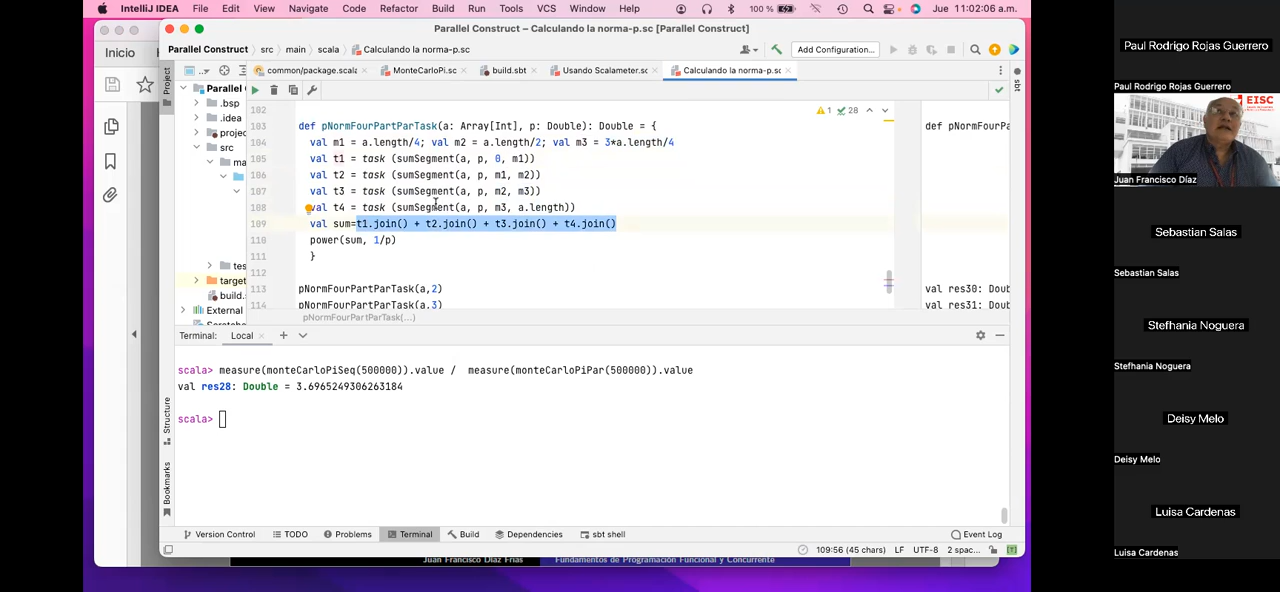 IntelliJ IDEA File Edit View Navigate Code Refactor Build Run Tools VCS Window Help 100 % Jue 11:02:06 a.m.
Parallel Construct – Calculando la norma-p.sc [Parallel Construct]
Inicio
Parallel Construct src main scala Calculando la norma-p.sc Add Configuration...
common/package.scala MonteCarloPi.sc build.sbt Usando Scalameter.sc Calculando la norma-p.sc
Project
sbt
Parallel C
.bsp
.idea
projec
src
ma
tes
target
build.s
External
1 28
102
103 def pNormFourPartParTask(a: Array[Int], p: Double): Double = {
104 val m1 = a.length/4; val m2 = a.length/2; val m3 = 3*a.length/4
105 val t1 = task (sumSegment(a, p, 0, m1))
106 val t2 = task (sumSegment(a, p, m1, m2))
107 val t3 = task (sumSegment(a, p, m2, m3))
108 val t4 = task (sumSegment(a, p, m3, a.length))
109 val sum=t1.join() + t2.join() + t3.join() + t4.join()
110 power(sum, 1/p)
111 }
112
113 pNormFourPartParTask(a,2)
114 pNormFourPartParTask(a,3)
pNormFourPartParTask(...)
def pNormF
val res30: Doub
val res31: Doub
Terminal: Local
scala> measure(monteCarloPiSeq(500000)).value / measure(monteCarloPiPar(500000)).value
val res28: Double = 3.6965249306263184
scala>
Structure
Bookmarks
Version Control TODO Problems Terminal Build Dependencies sbt shell Event Log
109:56 (45 chars) LF UTF-8 2 spac...
Juan Francisco Díaz Frias Fundamentos de Programación Funcional y Concurrente
Paul Rodrigo Rojas Guerrero
Paul Rodrigo Rojas Guerrero
EISC
Juan Francisco Díaz
Sebastian Salas
Sebastian Salas
Stefhania Noguera
Stefhania Noguera
Deisy Melo
Deisy Melo
Luisa Cardenas
Luisa Cardenas